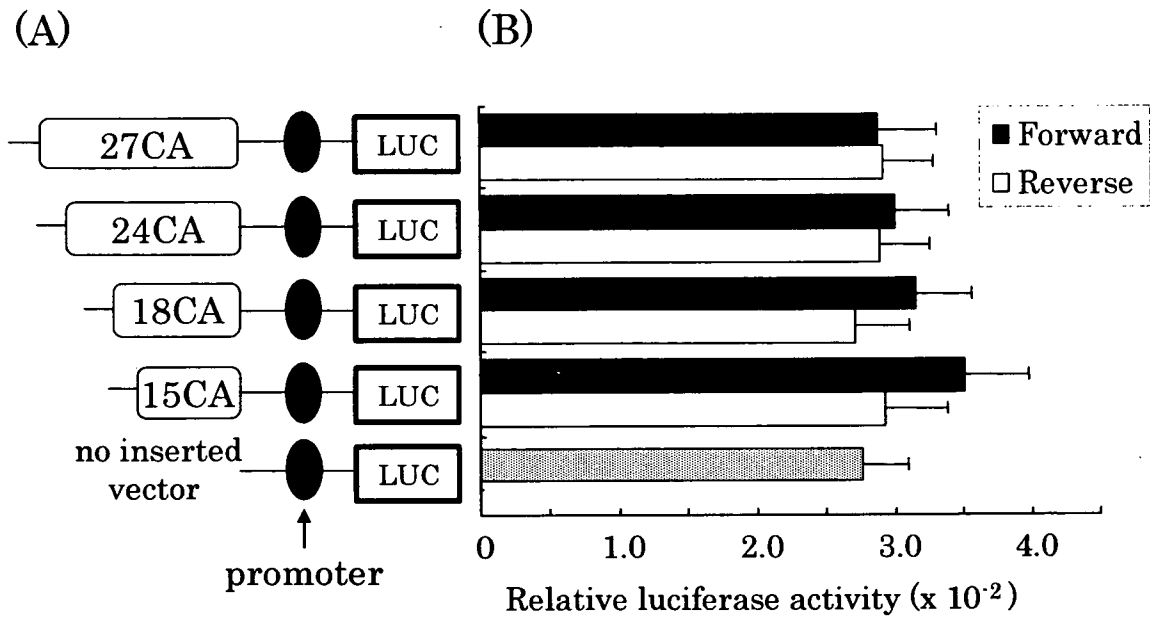 (A)
(B)
27CA
LUC
24CA
LUC
18CA
LUC
15CA
LUC
no inserted
vector
LUC
promoter
Forward
Reverse
0 1.0 2.0 3.0 4.0
Relative luciferase activity (x 10⁻²)